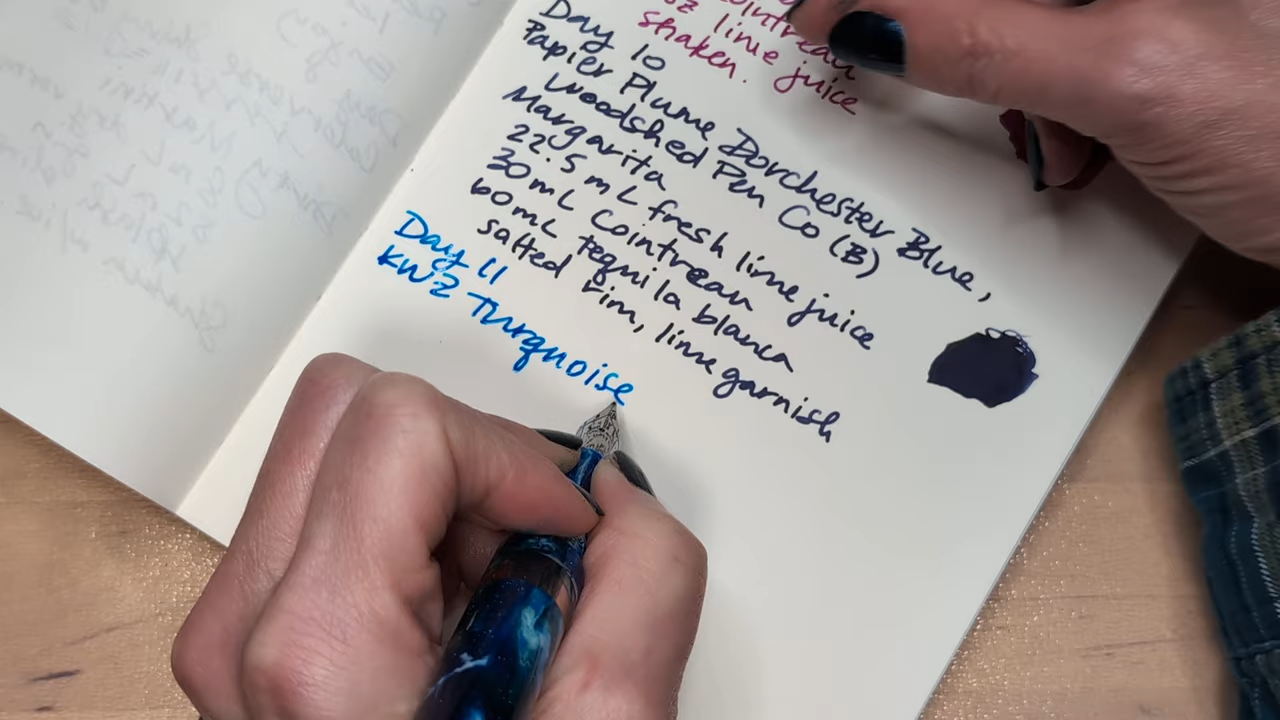 Cointreau
oz lime juice
shaken.
Day 10
Papier Plume Dorchester Blue,
Woodshed Pen Co (B)
Margarita
22.5 mL fresh lime juice
30 mL Cointreau
60 mL tequila blanca
salted rim, lime garnish
Day 11
KWZ Turquoise